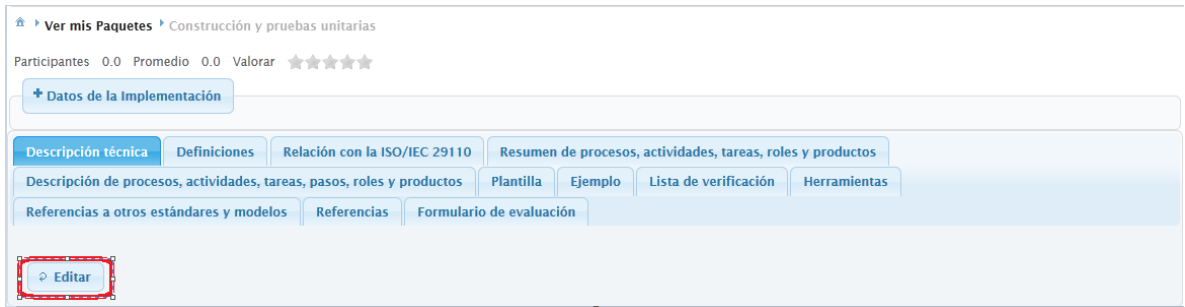 Ver mis Paquetes Construcción y pruebas unitarias
Participantes 0.0 Promedio 0.0 Valorar
+ Datos de la Implementación
Descripción técnica Definiciones Relación con la ISO/IEC 29110 Resumen de procesos, actividades, tareas, roles y productos
Descripción de procesos, actividades, tareas, pasos, roles y productos Plantilla Ejemplo Lista de verificación Herramientas
Referencias a otros estándares y modelos Referencias Formulario de evaluación
Editar